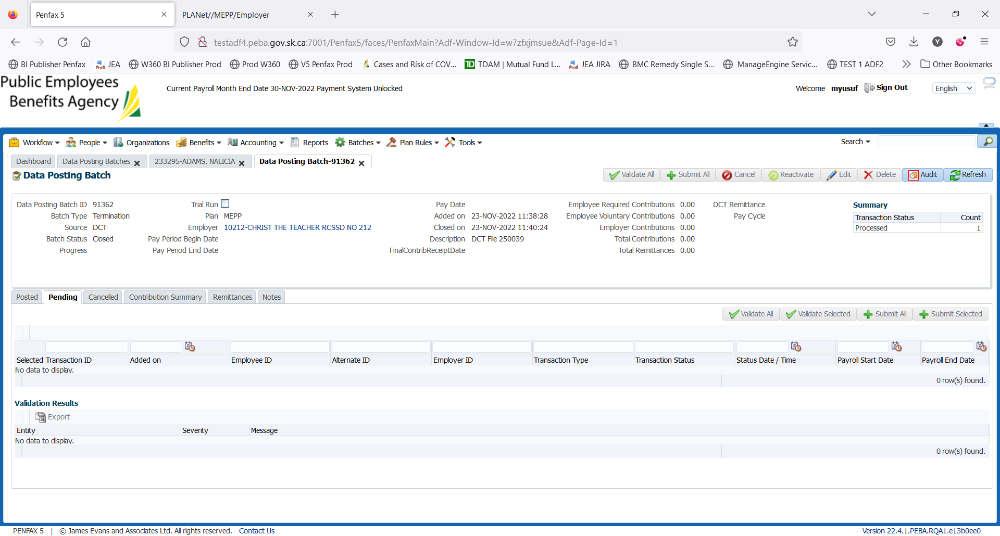 Penfax 5
PLANet//MEPP/Employer
testadf4.peba.gov.sk.ca:7001/Penfax5/faces/PenfaxMain?Adf-Window-Id=w7zfxjmsue&Adf-Page-Id=1
BI Publisher Penfax JEA W360 BI Publisher Prod Prod W360 V5 Penfax Prod Cases and Risk of COV... TDAM | Mutual Fund L... JEA JIRA BMC Remedy Single S... ManageEngine Servic... TEST 1 ADF2 Other Bookmarks
Public Employees
Benefits Agency
Current Payroll Month End Date 30-NOV-2022 Payment System Unlocked
Welcome myusuf Sign Out English
Workflow People Organizations Benefits Accounting Reports Batches Plan Rules Tools Search
Dashboard Data Posting Batches 233295-ADAMS, NALICIA Data Posting Batch-91362
Data Posting Batch
Validate All Submit All Cancel Reactivate Edit Delete Audit Refresh
Data Posting Batch ID 91362 Trial Run Pay Date Employee Required Contributions 0.00 DCT Remittance Summary
Batch Type Termination Plan MEPP Added on 23-NOV-2022 11:38:28 Employee Voluntary Contributions 0.00 Pay Cycle Transaction Status Count
Source DCT Employer 10212-CHRIST THE TEACHER RCSSD NO 212 Closed on 23-NOV-2022 11:40:24 Employer Contributions 0.00 Processed 1
Batch Status Closed Pay Period Begin Date Description DCT File 250039 Total Contributions 0.00
Progress Pay Period End Date FinalContribReceiptDate Total Remittances 0.00
Posted Pending Cancelled Contribution Summary Remittances Notes
Validate All Validate Selected Submit All Submit Selected
Selected Transaction ID Added on Employee ID Alternate ID Employer ID Transaction Type Transaction Status Status Date / Time Payroll Start Date Payroll End Date
No data to display.
0 row(s) found.
Validation Results
Export
Entity Severity Message
No data to display.
0 row(s) found.
PENFAX 5 | © James Evans and Associates Ltd. All rights reserved. Contact Us
Version 22.4.1.PEBA.RQA1.e13b0ee0